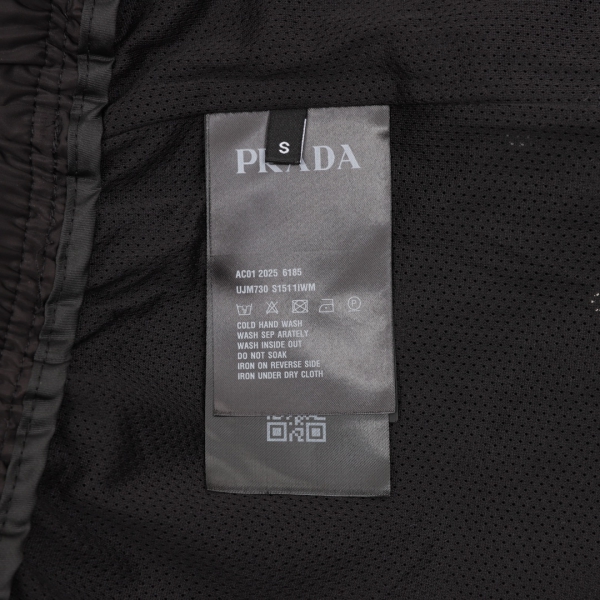 S
PRADA
AC01 2025 6185
UJM730 S1511IWM
COLD HAND WASH
WASH SEP ARATELY
WASH INSIDE OUT
DO NOT SOAK
IRON ON REVERSE SIDE
IRON UNDER DRY CLOTH